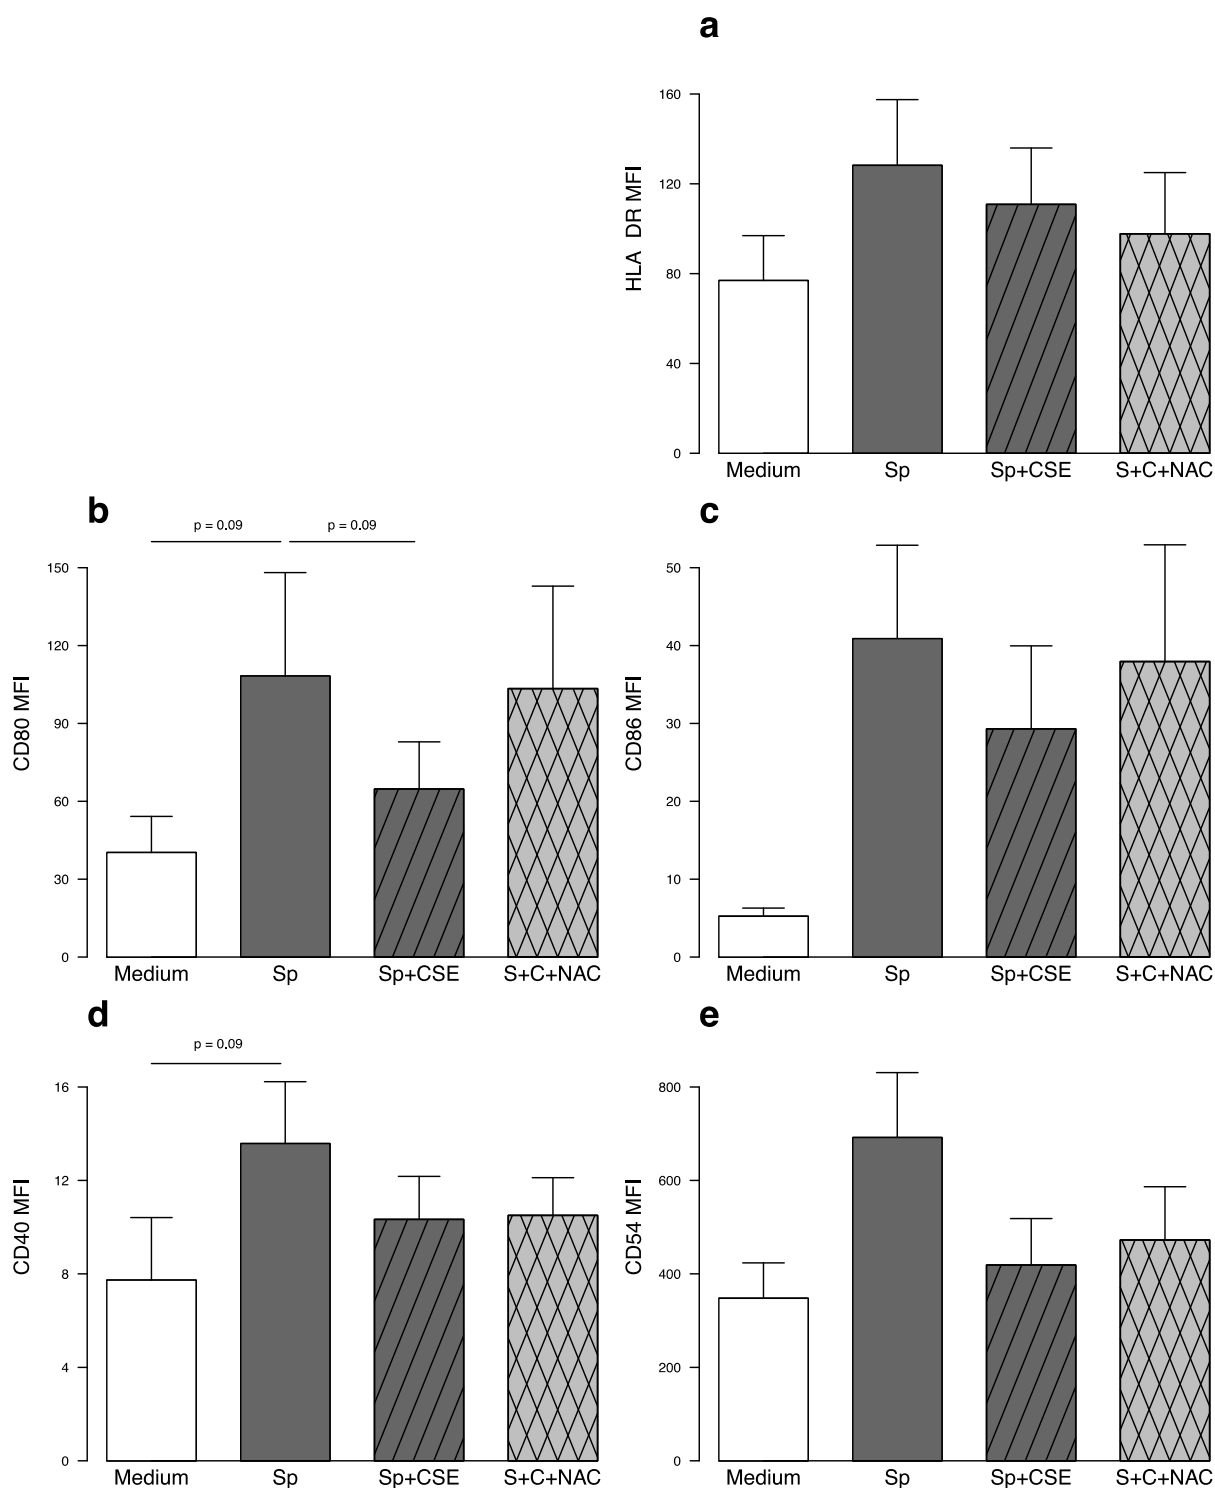 a
HLA DR MFI
160
120
80
40
0
Medium Sp Sp+CSE S+C+NAC
b
p = 0.09 p = 0.09
CD80 MFI
150
120
90
60
30
0
Medium Sp Sp+CSE S+C+NAC
c
CD86 MFI
50
40
30
20
10
0
Medium Sp Sp+CSE S+C+NAC
d
p = 0.09
CD40 MFI
16
12
8
4
0
Medium Sp Sp+CSE S+C+NAC
e
CD54 MFI
800
600
400
200
0
Medium Sp Sp+CSE S+C+NAC